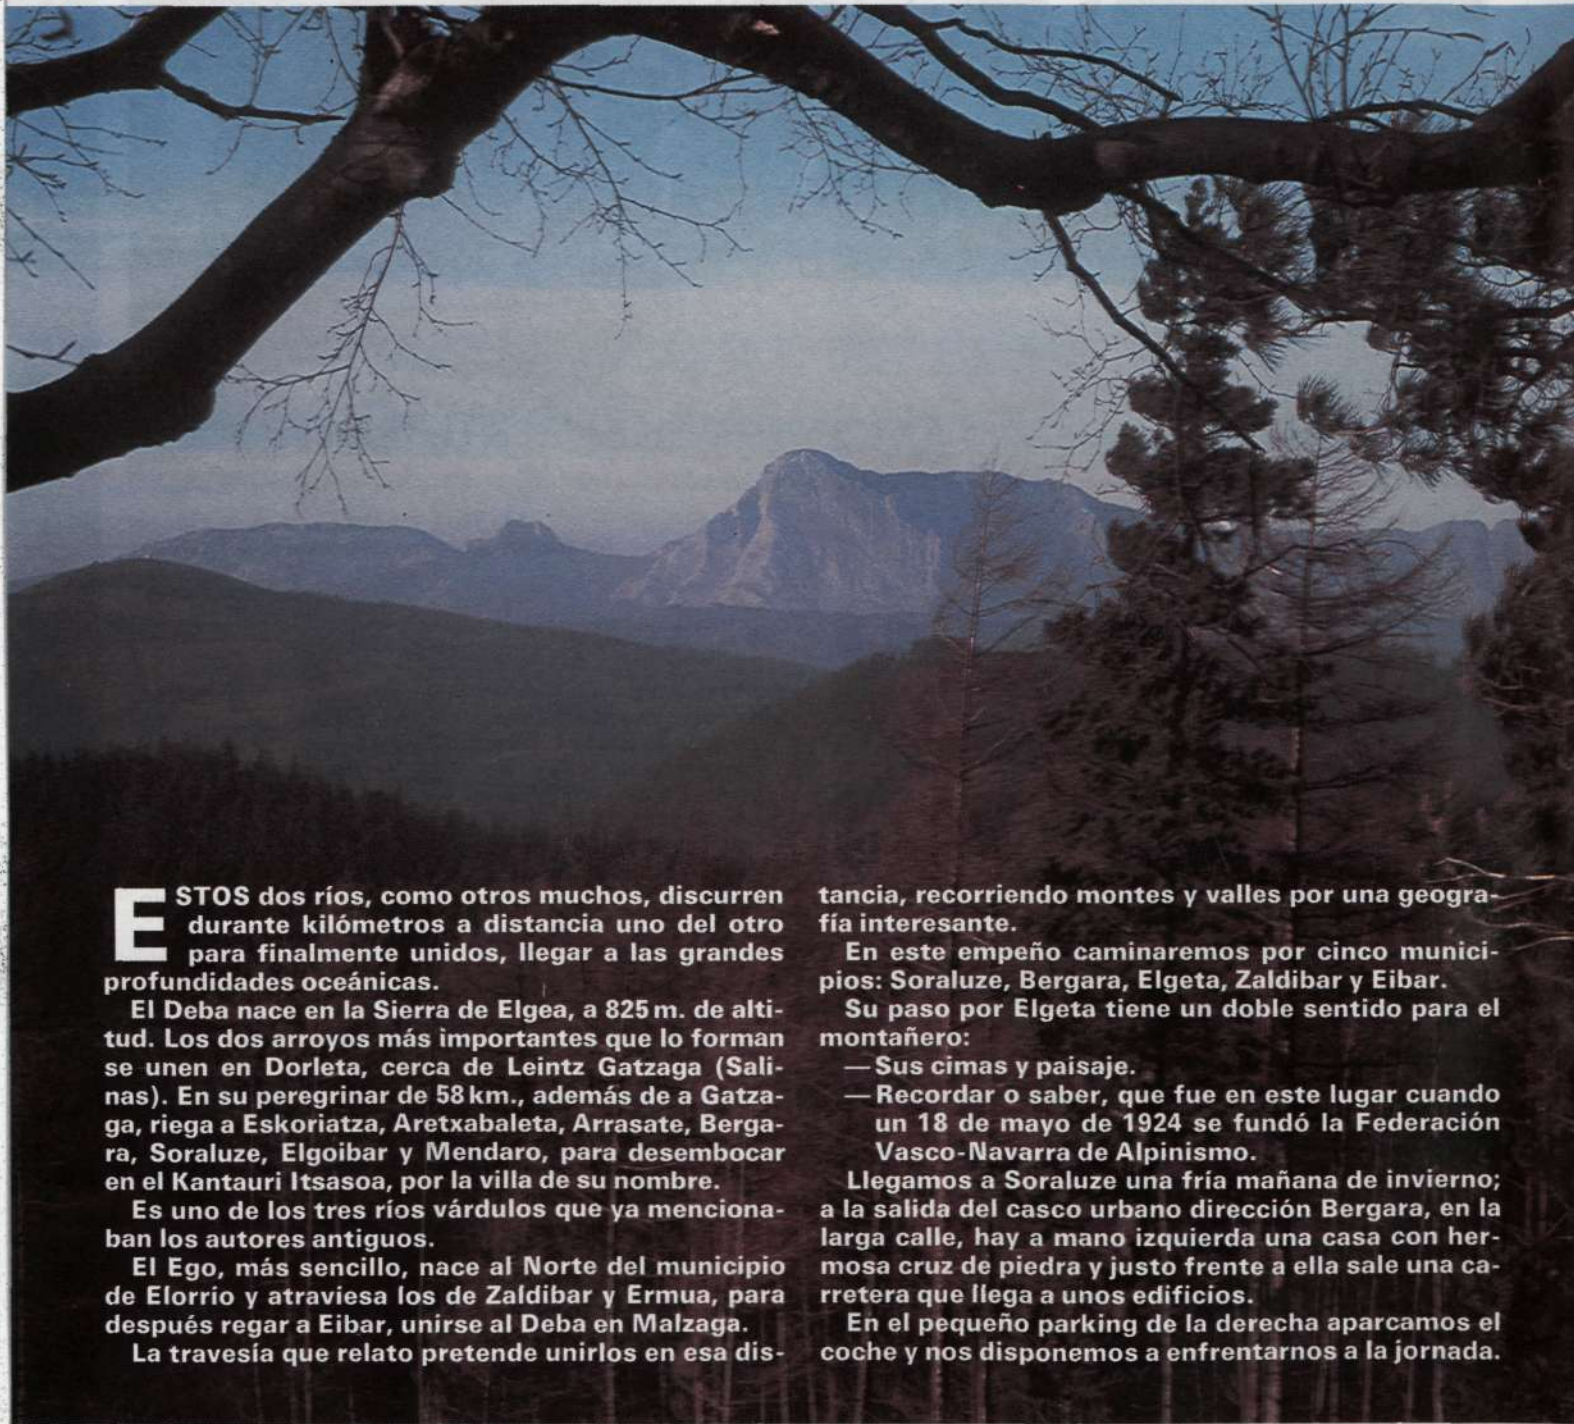 ESTOS dos ríos, como otros muchos, discurren
durante kilómetros a distancia uno del otro
para finalmente unidos, llegar a las grandes
profundidades oceánicas.
El Deba nace en la Sierra de Elgea, a 825 m. de alti-
tud. Los dos arroyos más importantes que lo forman
se unen en Dorleta, cerca de Leintz Gatzaga (Sali-
nas). En su peregrinar de 58 km., además de a Gatza-
ga, riega a Eskoriatza, Aretxabaleta, Arrasate, Berga-
ra, Soraluze, Elgoibar y Mendaro, para desembocar
en el Kantauri Itsasoa, por la villa de su nombre.
Es uno de los tres ríos várdulos que ya menciona-
ban los autores antiguos.
El Ego, más sencillo, nace al Norte del municipio
de Elorrio y atraviesa los de Zaldibar y Ermua, para
después regar a Eibar, unirse al Deba en Malzaga.
La travesía que relato pretende unirlos en esa dis-
tancia, recorriendo montes y valles por una geogra-
fía interesante.
En este empeño caminaremos por cinco munici-
pios: Soraluze, Bergara, Elgeta, Zaldibar y Eibar.
Su paso por Elgeta tiene un doble sentido para el
montañero:
— Sus cimas y paisaje.
— Recordar o saber, que fue en este lugar cuando
un 18 de mayo de 1924 se fundó la Federación
Vasco-Navarra de Alpinismo.
Llegamos a Soraluze una fría mañana de invierno;
a la salida del casco urbano dirección Bergara, en la
larga calle, hay a mano izquierda una casa con her-
mosa cruz de piedra y justo frente a ella sale una ca-
rretera que llega a unos edificios.
En el pequeño parking de la derecha aparcamos el
coche y nos disponemos a enfrentarnos a la jornada.